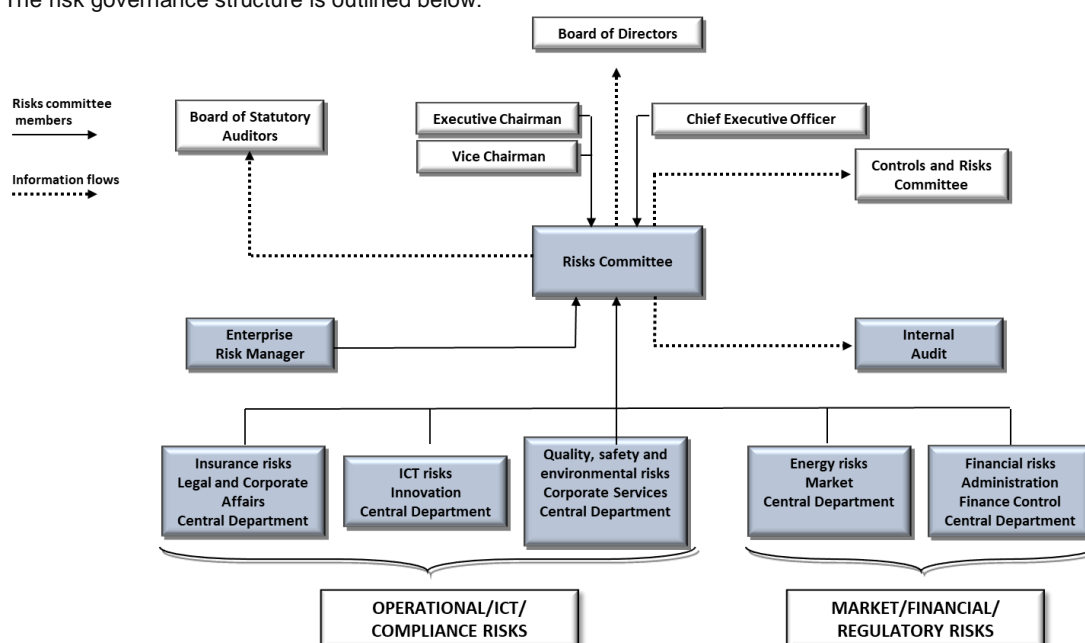 The risk governance structure is outlined below:
Board of Directors
Risks committee
members
Board of Statutory
Auditors
Executive Chairman
Chief Executive Officer
Vice Chairman
Information flows
Controls and Risks
Committee
Risks Committee
Enterprise
Risk Manager
Internal
Audit
Insurance risks
Legal and Corporate
Affairs
Central Department
ICT risks
Innovation
Central Department
Quality, safety and
environmental risks
Corporate Services
Central Department
Energy risks
Market
Central Department
Financial risks
Administration
Finance Control
Central Department
OPERATIONAL/ICT/
COMPLIANCE RISKS
MARKET/FINANCIAL/
REGULATORY RISKS